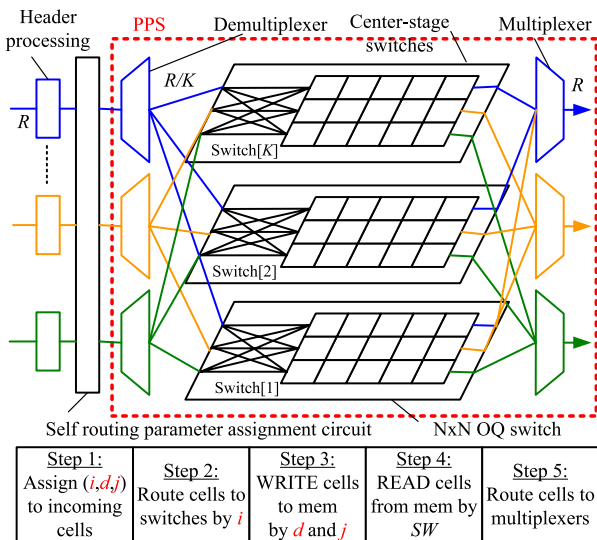 Header
processing
PPS
Demultiplexer
Center-stage
switches
Multiplexer
R
R/K
R
Switch[K]
Switch[2]
Switch[1]
Self routing parameter assignment circuit
NxN OQ switch
Step 1:
Assign (i,d,j)
to incoming
cells
Step 2:
Route cells to
switches by i
Step 3:
WRITE cells
to mem
by d and j
Step 4:
READ cells
from mem by
SW
Step 5:
Route cells to
multiplexers